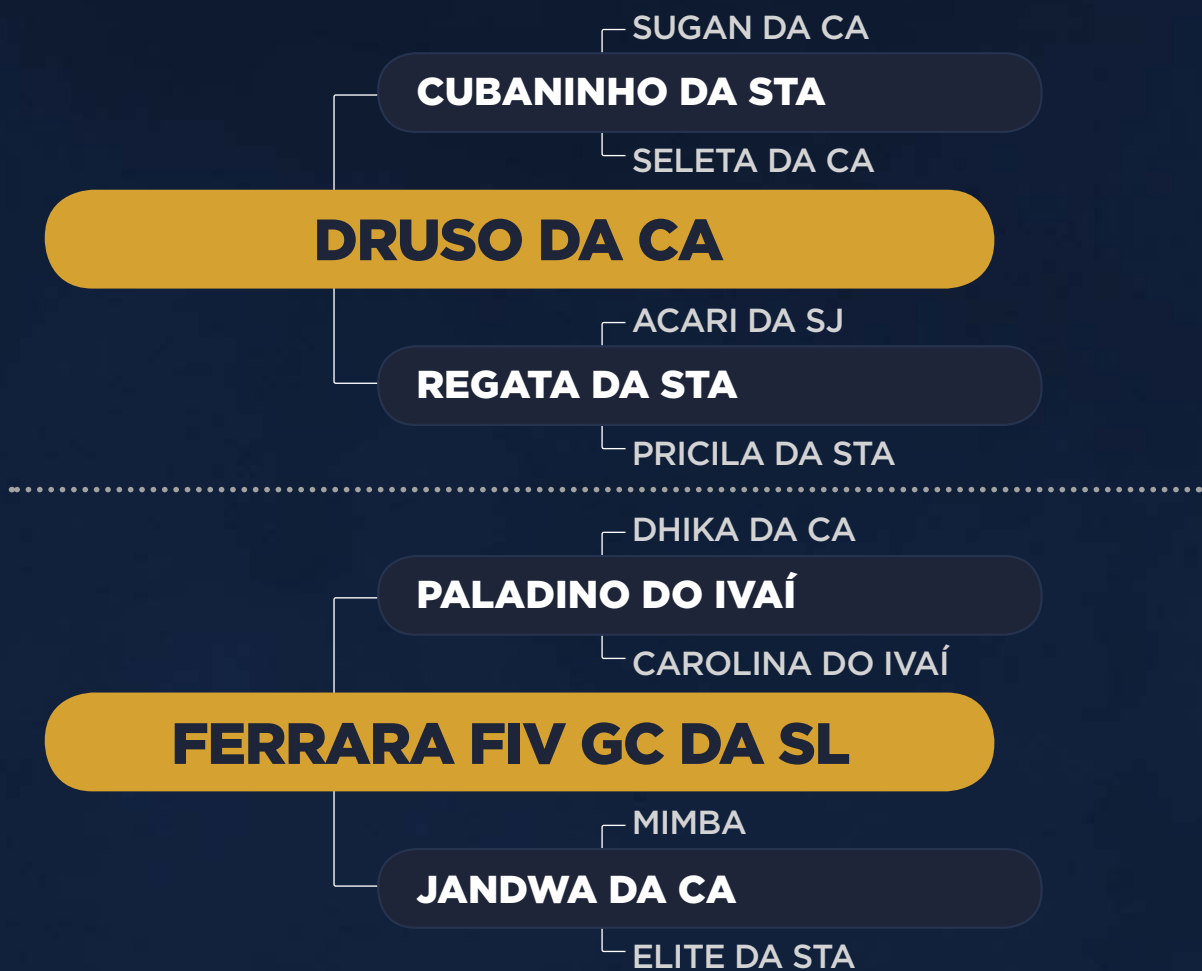 SUGAN DA CA
CUBANINHO DA STA
SELETA DA CA
DRUSO DA CA
ACARI DA SJ
REGATA DA STA
PRICILA DA STA
DHIKA DA CA
PALADINO DO IVAÍ
CAROLINA DO IVAÍ
FERRARA FIV GC DA SL
MIMBA
JANDWA DA CA
ELITE DA STA